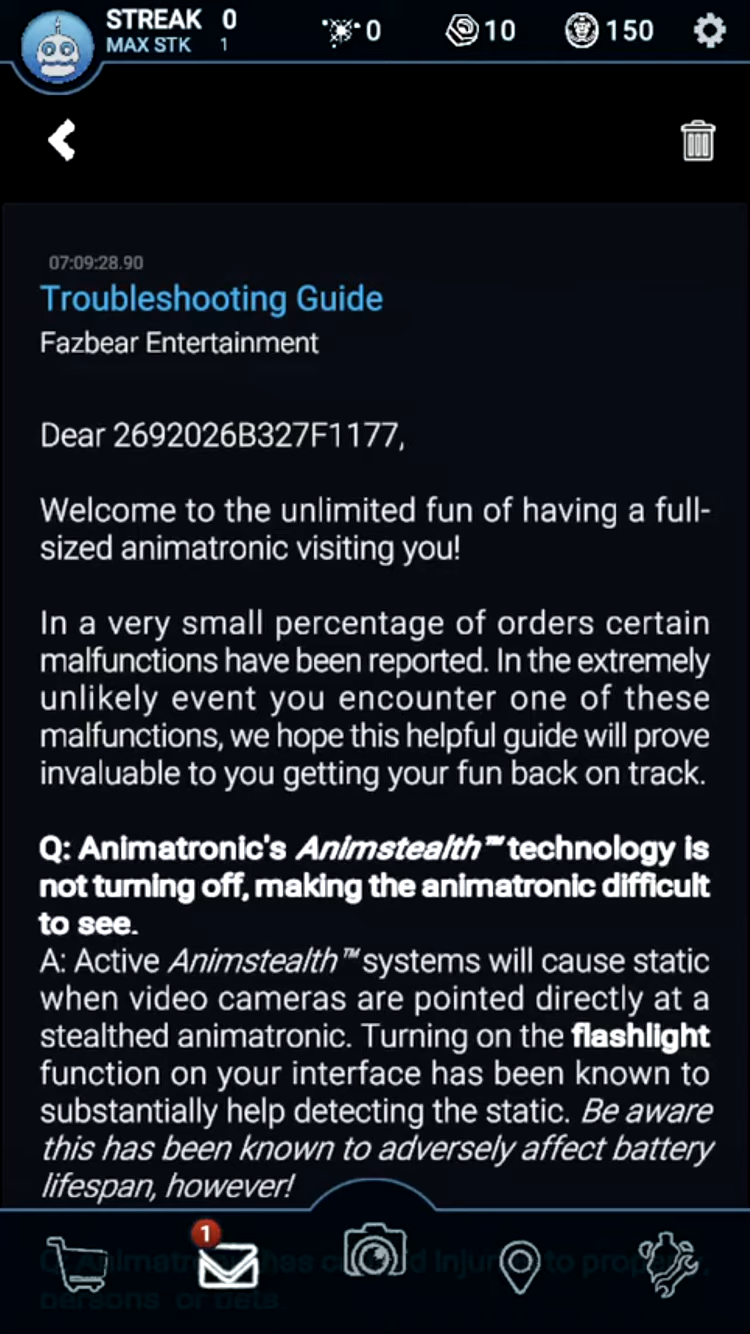 STREAK 0
MAX STK 1
0
10
150
07:09:28.90
Troubleshooting Guide
Fazbear Entertainment
Dear 2692026B327F1177,
Welcome to the unlimited fun of having a full-
sized animatronic visiting you!
In a very small percentage of orders certain
malfunctions have been reported. In the extremely
unlikely event you encounter one of these
malfunctions, we hope this helpful guide will prove
invaluable to you getting your fun back on track.
Q: Animatronic's Animstealth™ technology is
not turning off, making the animatronic difficult
to see.
A: Active Animstealth™ systems will cause static
when video cameras are pointed directly at a
stealthed animatronic. Turning on the flashlight
function on your interface has been known to
substantially help detecting the static. Be aware
this has been known to adversely affect battery
lifespan, however!
1
to
persons or pets.